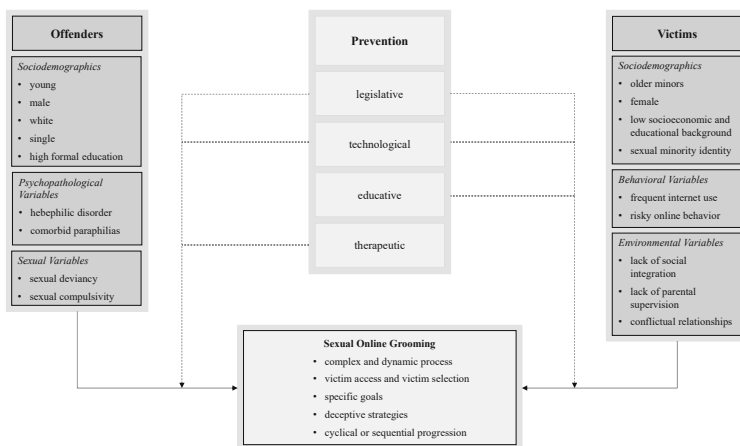 Offenders
Sociodemographics
• young
• male
• white
• single
• high formal education
Psychopathological
Variables
• hebephilic disorder
• comorbid paraphilias
Sexual Variables
• sexual deviancy
• sexual compulsivity
Prevention
legislative
technological
educative
therapeutic
Victims
Sociodemographics
• older minors
• female
• low socioeconomic and
educational background
• sexual minority identity
Behavioral Variables
• frequent internet use
• risky online behavior
Environmental Variables
• lack of social
integration
• lack of parental
supervision
• conflictual relationships
Sexual Online Grooming
• complex and dynamic process
• victim access and victim selection
• specific goals
• deceptive strategies
• cyclical or sequential progression